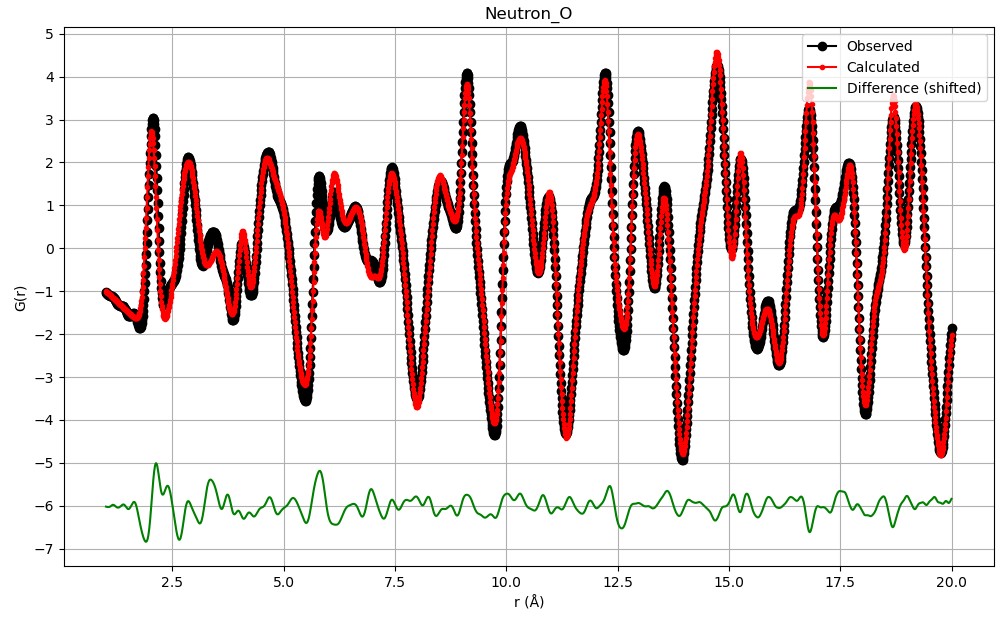 Neutron_O
Observed
Calculated
Difference (shifted)
G(r)
5
4
3
2
1
0
−1
−2
−3
−4
−5
−6
−7
2.5 5.0 7.5 10.0 12.5 15.0 17.5 20.0
r (Å)